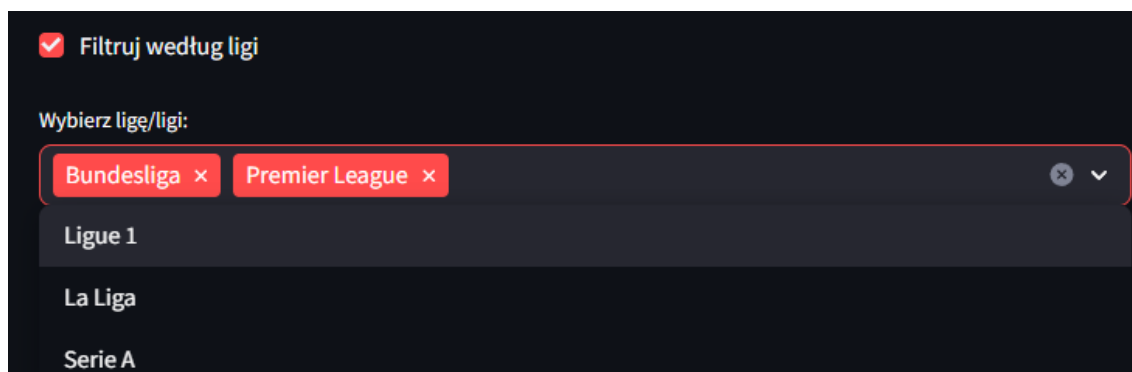 Filtruj według ligi
Wybierz ligę/ligi:
Bundesliga × Premier League ×
Ligue 1
La Liga
Serie A